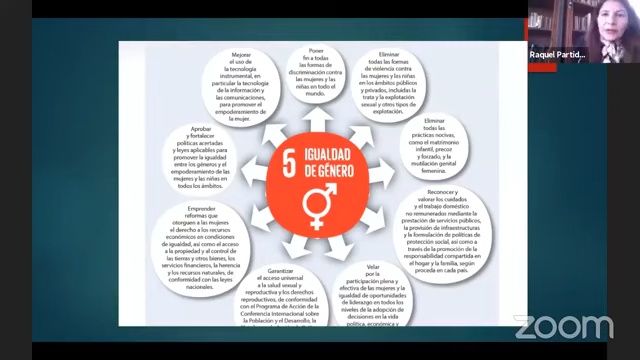 Mejorar
el uso de
la tecnología
instrumental, en
particular la tecnología
de la información y
las comunicaciones,
para promover el
empoderamiento de
la mujer.
Poner
fin a todas
las formas de
discriminación contra
las mujeres y las
niñas en todo el
mundo.
Eliminar
todas las formas
de violencia contra
las mujeres y las niñas
en los ámbitos públicos
y privados, incluidas
la trata y la explotación
sexual y otros tipos de
explotación.
Raquel Partid...
Aprobar
y fortalecer
políticas acertadas
y leyes aplicables para
promover la igualdad
entre los géneros y el
empoderamiento de las
mujeres y las niñas en
todos los ámbitos.
5 IGUALDAD
DE GÉNERO
Eliminar
todas las
prácticas nocivas,
como el matrimonio
infantil, precoz
y forzado, y la
mutilación genital
femenina.
Emprender
reformas que
otorguen a las mujeres
el derecho a los recursos
económicos en condiciones
de igualdad, así como el acceso
a la propiedad y al control de
las tierras y otros bienes, los
servicios financieros, la herencia
y los recursos naturales, de
conformidad con las leyes
nacionales.
Reconocer y
valorar los cuidados
y el trabajo doméstico
no remunerados mediante la
prestación de servicios públicos,
la provisión de infraestructuras
y la formulación de políticas de
protección social, así como a
través de la promoción de la
responsabilidad compartida en
el hogar y la familia, según
proceda en cada país.
Garantizar
el acceso universal
a la salud sexual y
reproductiva y los derechos
reproductivos, de conformidad
con el Programa de Acción de la
Conferencia Internacional sobre
la Población y el Desarrollo, la
Velar
por la
participación plena y
efectiva de las mujeres y la
igualdad de oportunidades
de liderazgo en todos los
niveles de la adopción de
decisiones en la vida
política, económica y
zoom